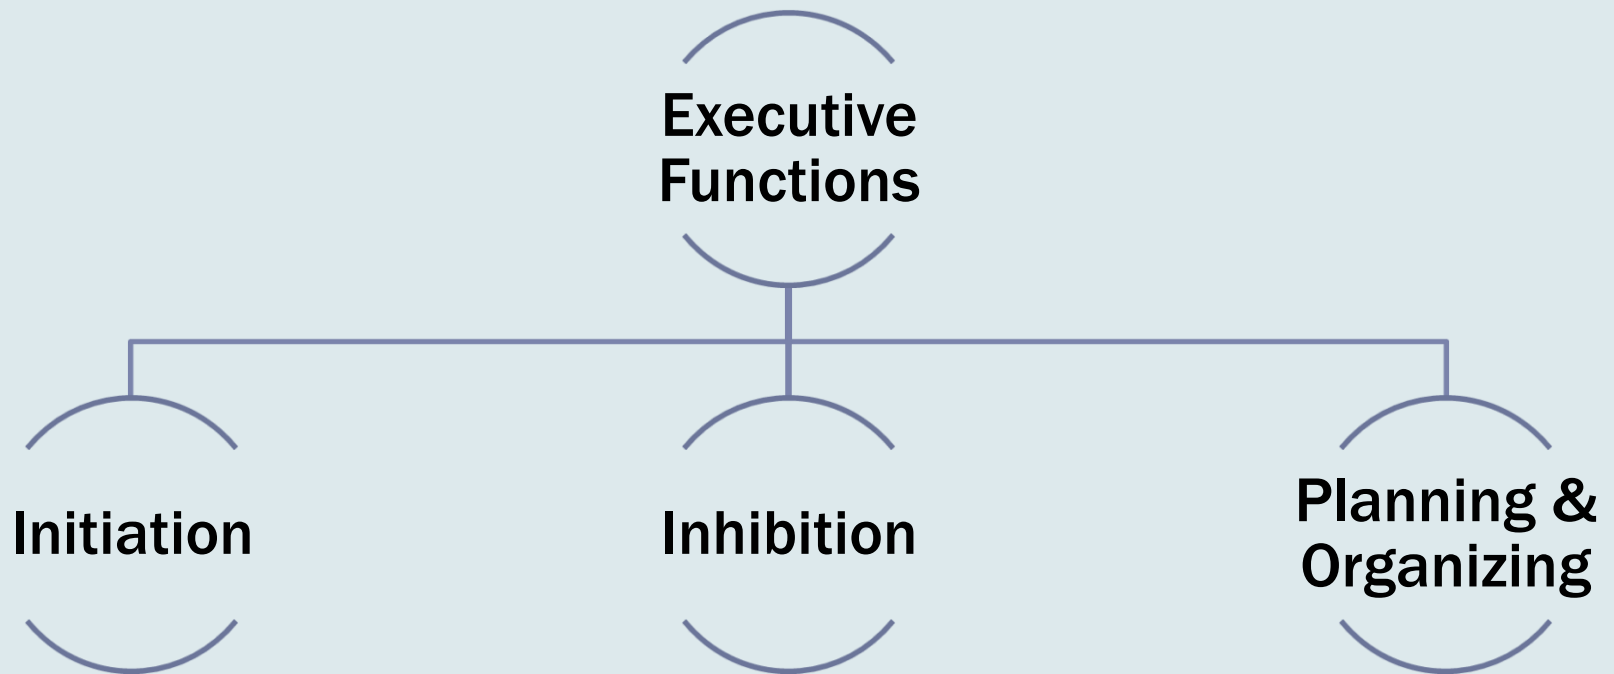 Executive
Functions
Initiation
Inhibition
Planning &
Organizing